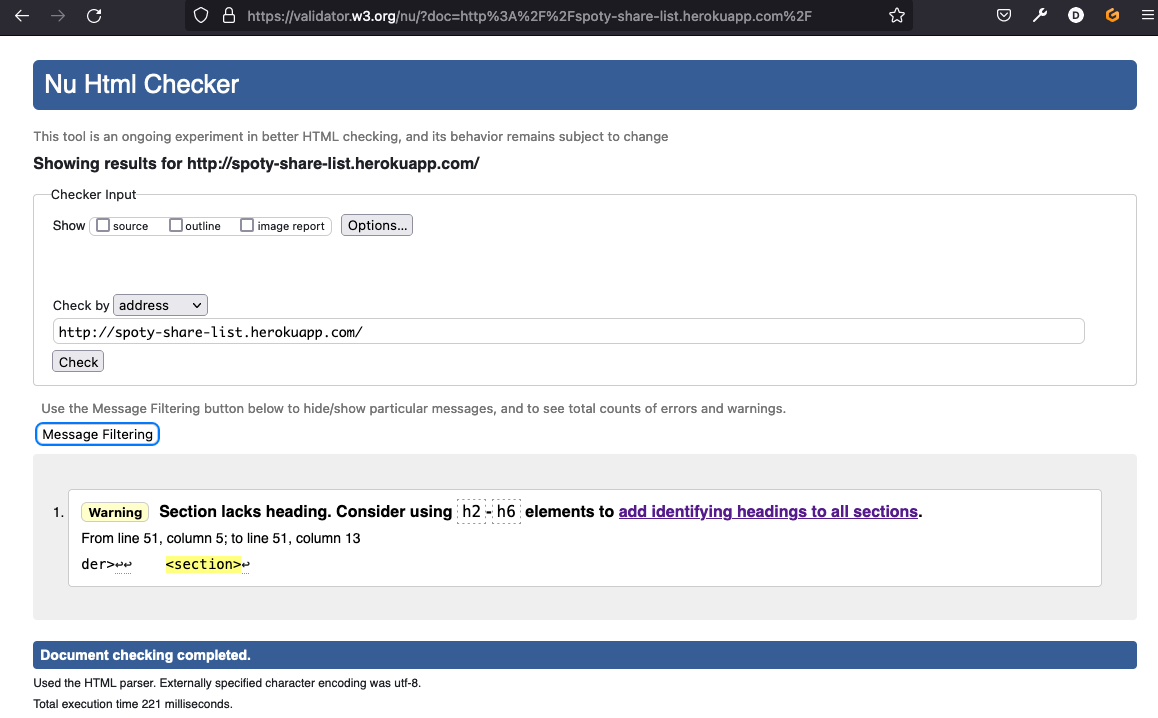 https://validator.w3.org/nu/?doc=http%3A%2F%2Fspoty-share-list.herokuapp.com%2F
D
Nu Html Checker
This tool is an ongoing experiment in better HTML checking, and its behavior remains subject to change
Showing results for http://spoty-share-list.herokuapp.com/
Checker Input
Show source outline image report Options...
Check by address
http://spoty-share-list.herokuapp.com/
Check
Use the Message Filtering button below to hide/show particular messages, and to see total counts of errors and warnings.
Message Filtering
1. Warning Section lacks heading. Consider using h2-h6 elements to add identifying headings to all sections.
From line 51, column 5; to line 51, column 13
der>↩↩ <section>↩
Document checking completed.
Used the HTML parser. Externally specified character encoding was utf-8.
Total execution time 221 milliseconds.